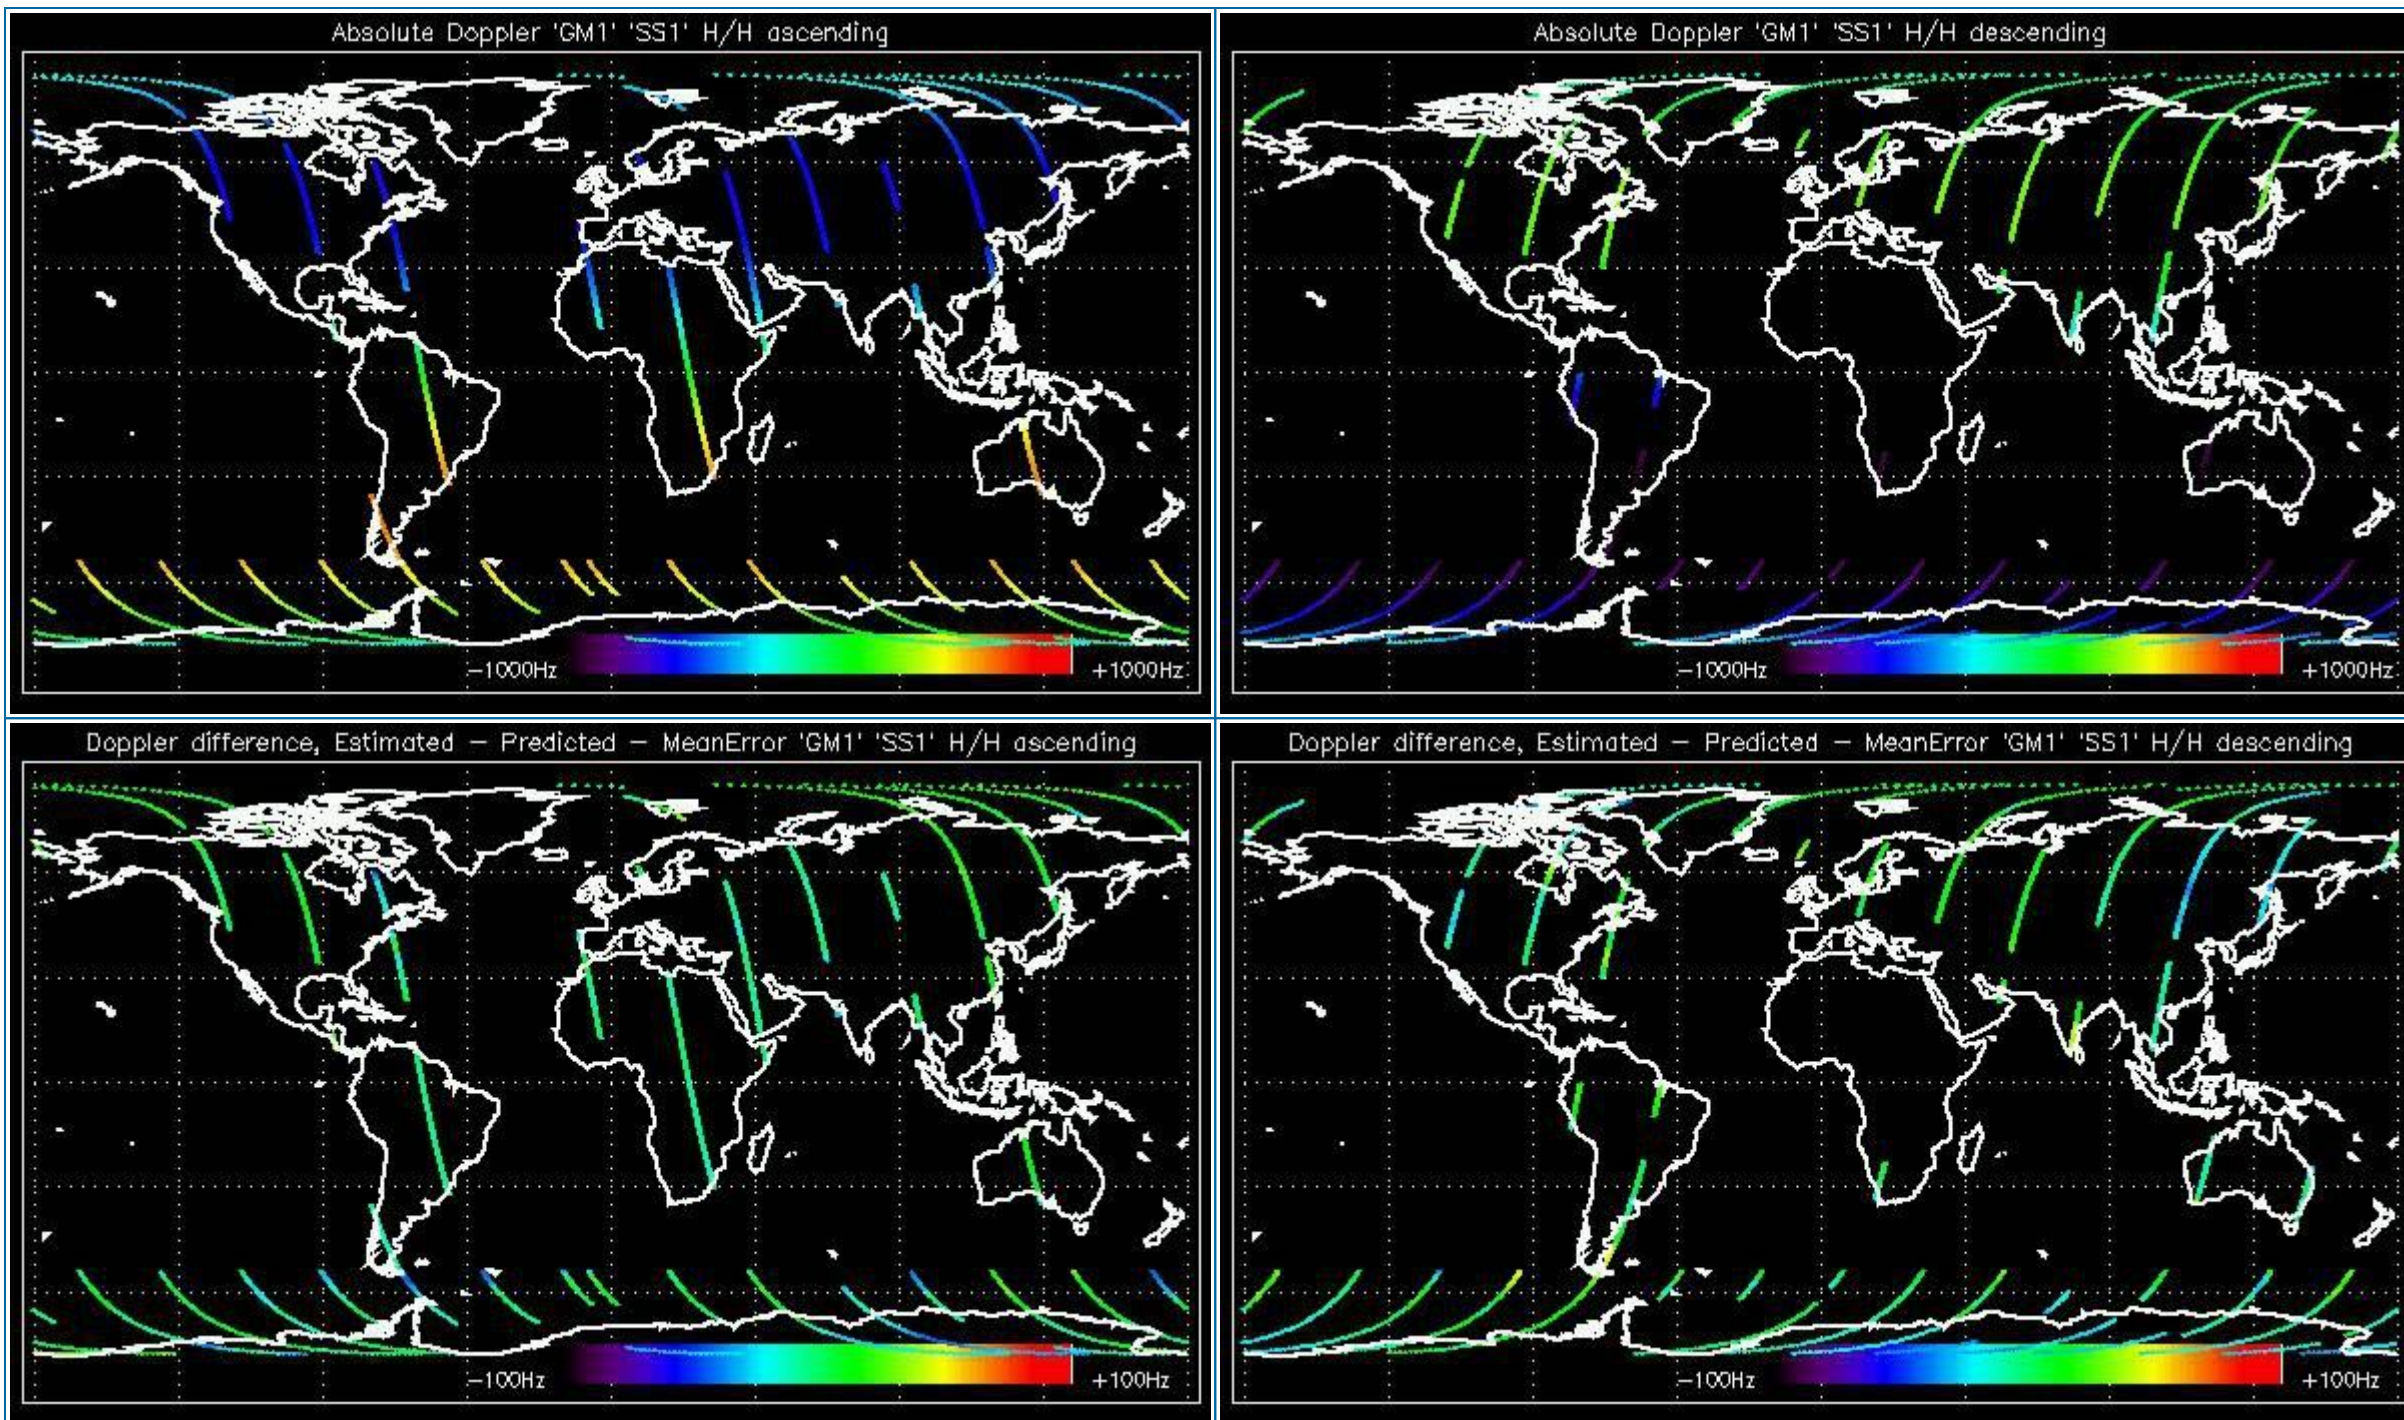 Absolute Doppler 'GM1' 'SS1' H/H ascending
−1000Hz
+1000Hz
Absolute Doppler 'GM1' 'SS1' H/H descending
−1000Hz
+1000Hz
Doppler difference, Estimated − Predicted − MeanError 'GM1' 'SS1' H/H ascending
−100Hz
+100Hz
Doppler difference, Estimated − Predicted − MeanError 'GM1' 'SS1' H/H descending
−100Hz
+100Hz